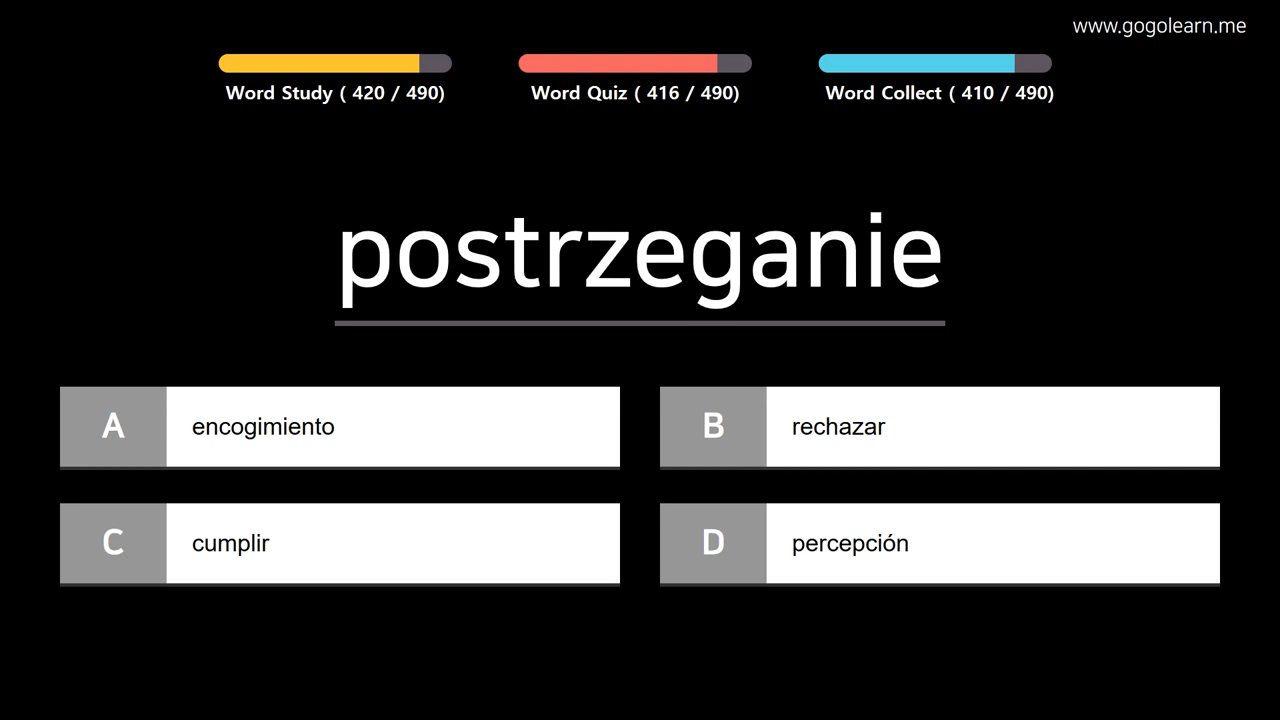 www.gogolearn.me
Word Study ( 420 / 490)
Word Quiz ( 416 / 490)
Word Collect ( 410 / 490)
postrzeganie
A encogimiento
B rechazar
C cumplir
D percepción